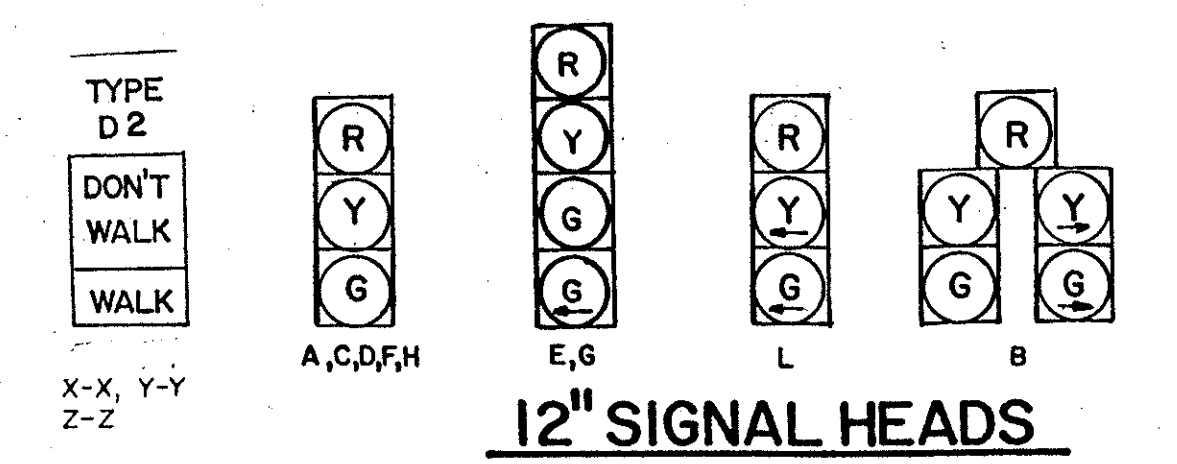 TYPE
D2
DON'T
WALK
WALK
X-X, Y-Y
Z-Z
R
Y
G
A,C,D,F,H
R
Y
G
G
E,G
R
Y
G
L
R
Y
Y
G
G
B
12" SIGNAL HEADS